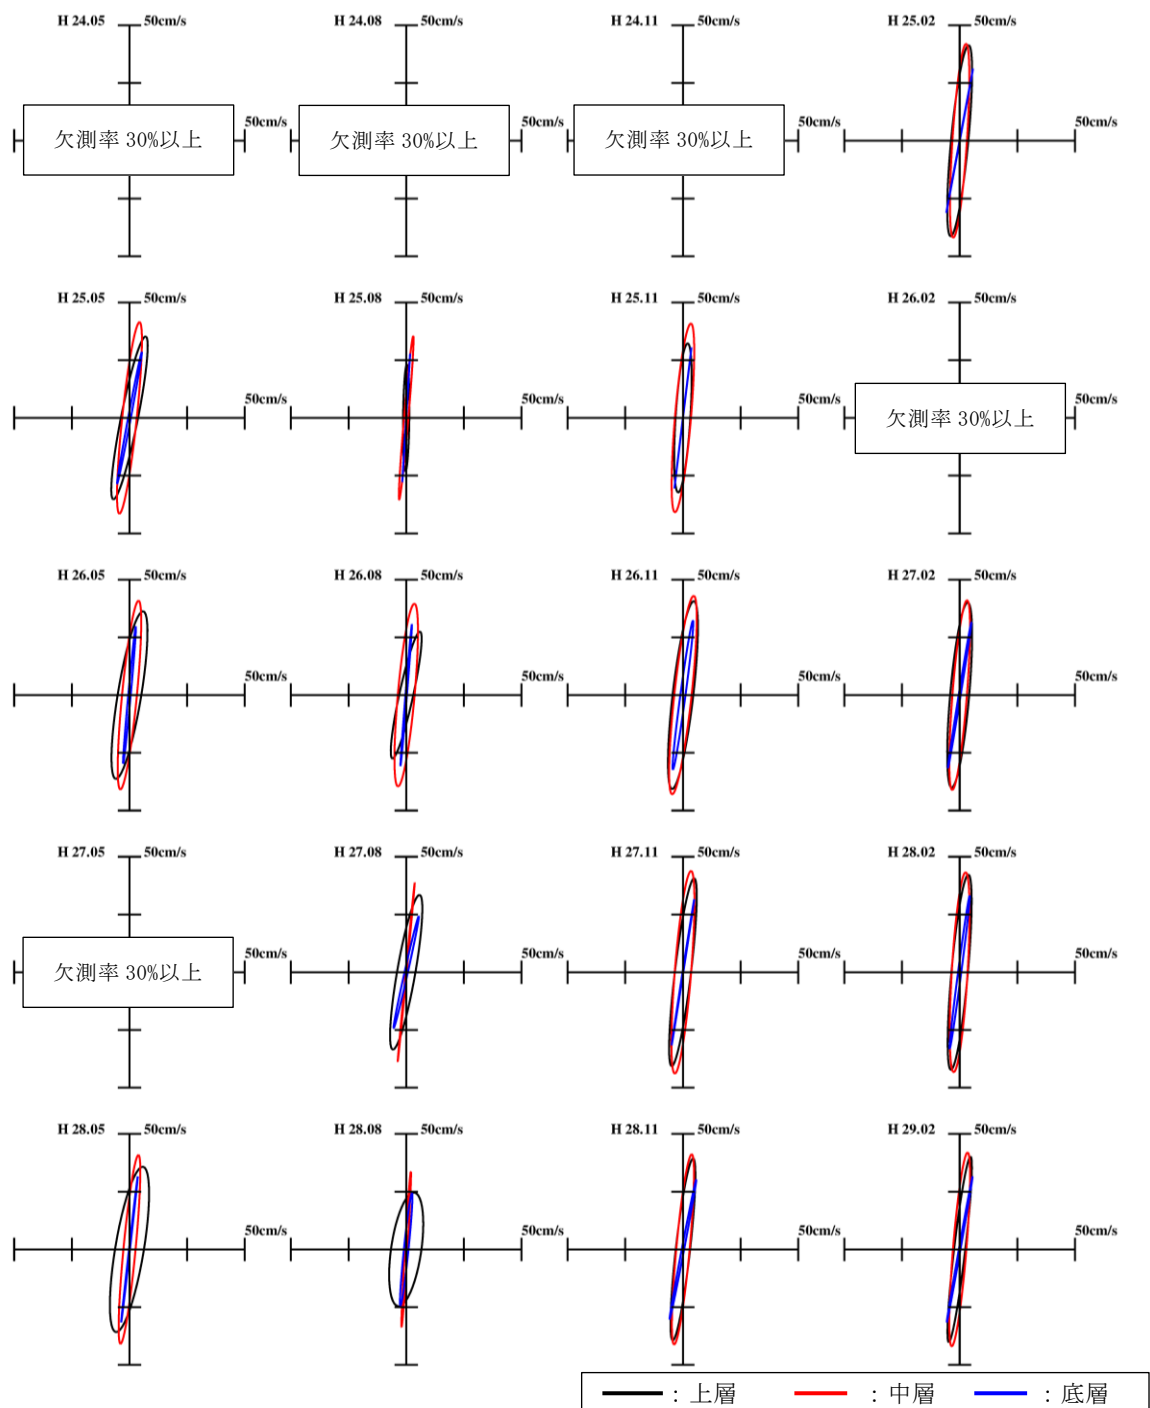 H 24.05 50cm/s H 24.08 50cm/s H 24.11 50cm/s H 25.02 50cm/s
50cm/s 50cm/s 50cm/s 50cm/s
欠測率 30%以上 欠測率 30%以上 欠測率 30%以上
H 25.05 50cm/s H 25.08 50cm/s H 25.11 50cm/s H 26.02 50cm/s
50cm/s 50cm/s 50cm/s 50cm/s
欠測率 30%以上
H 26.05 50cm/s H 26.08 50cm/s H 26.11 50cm/s H 27.02 50cm/s
50cm/s 50cm/s 50cm/s 50cm/s
H 27.05 50cm/s H 27.08 50cm/s H 27.11 50cm/s H 28.02 50cm/s
50cm/s 50cm/s 50cm/s 50cm/s
欠測率 30%以上
H 28.05 50cm/s H 28.08 50cm/s H 28.11 50cm/s H 29.02 50cm/s
50cm/s 50cm/s 50cm/s 50cm/s
：上層 ：中層 ：底層